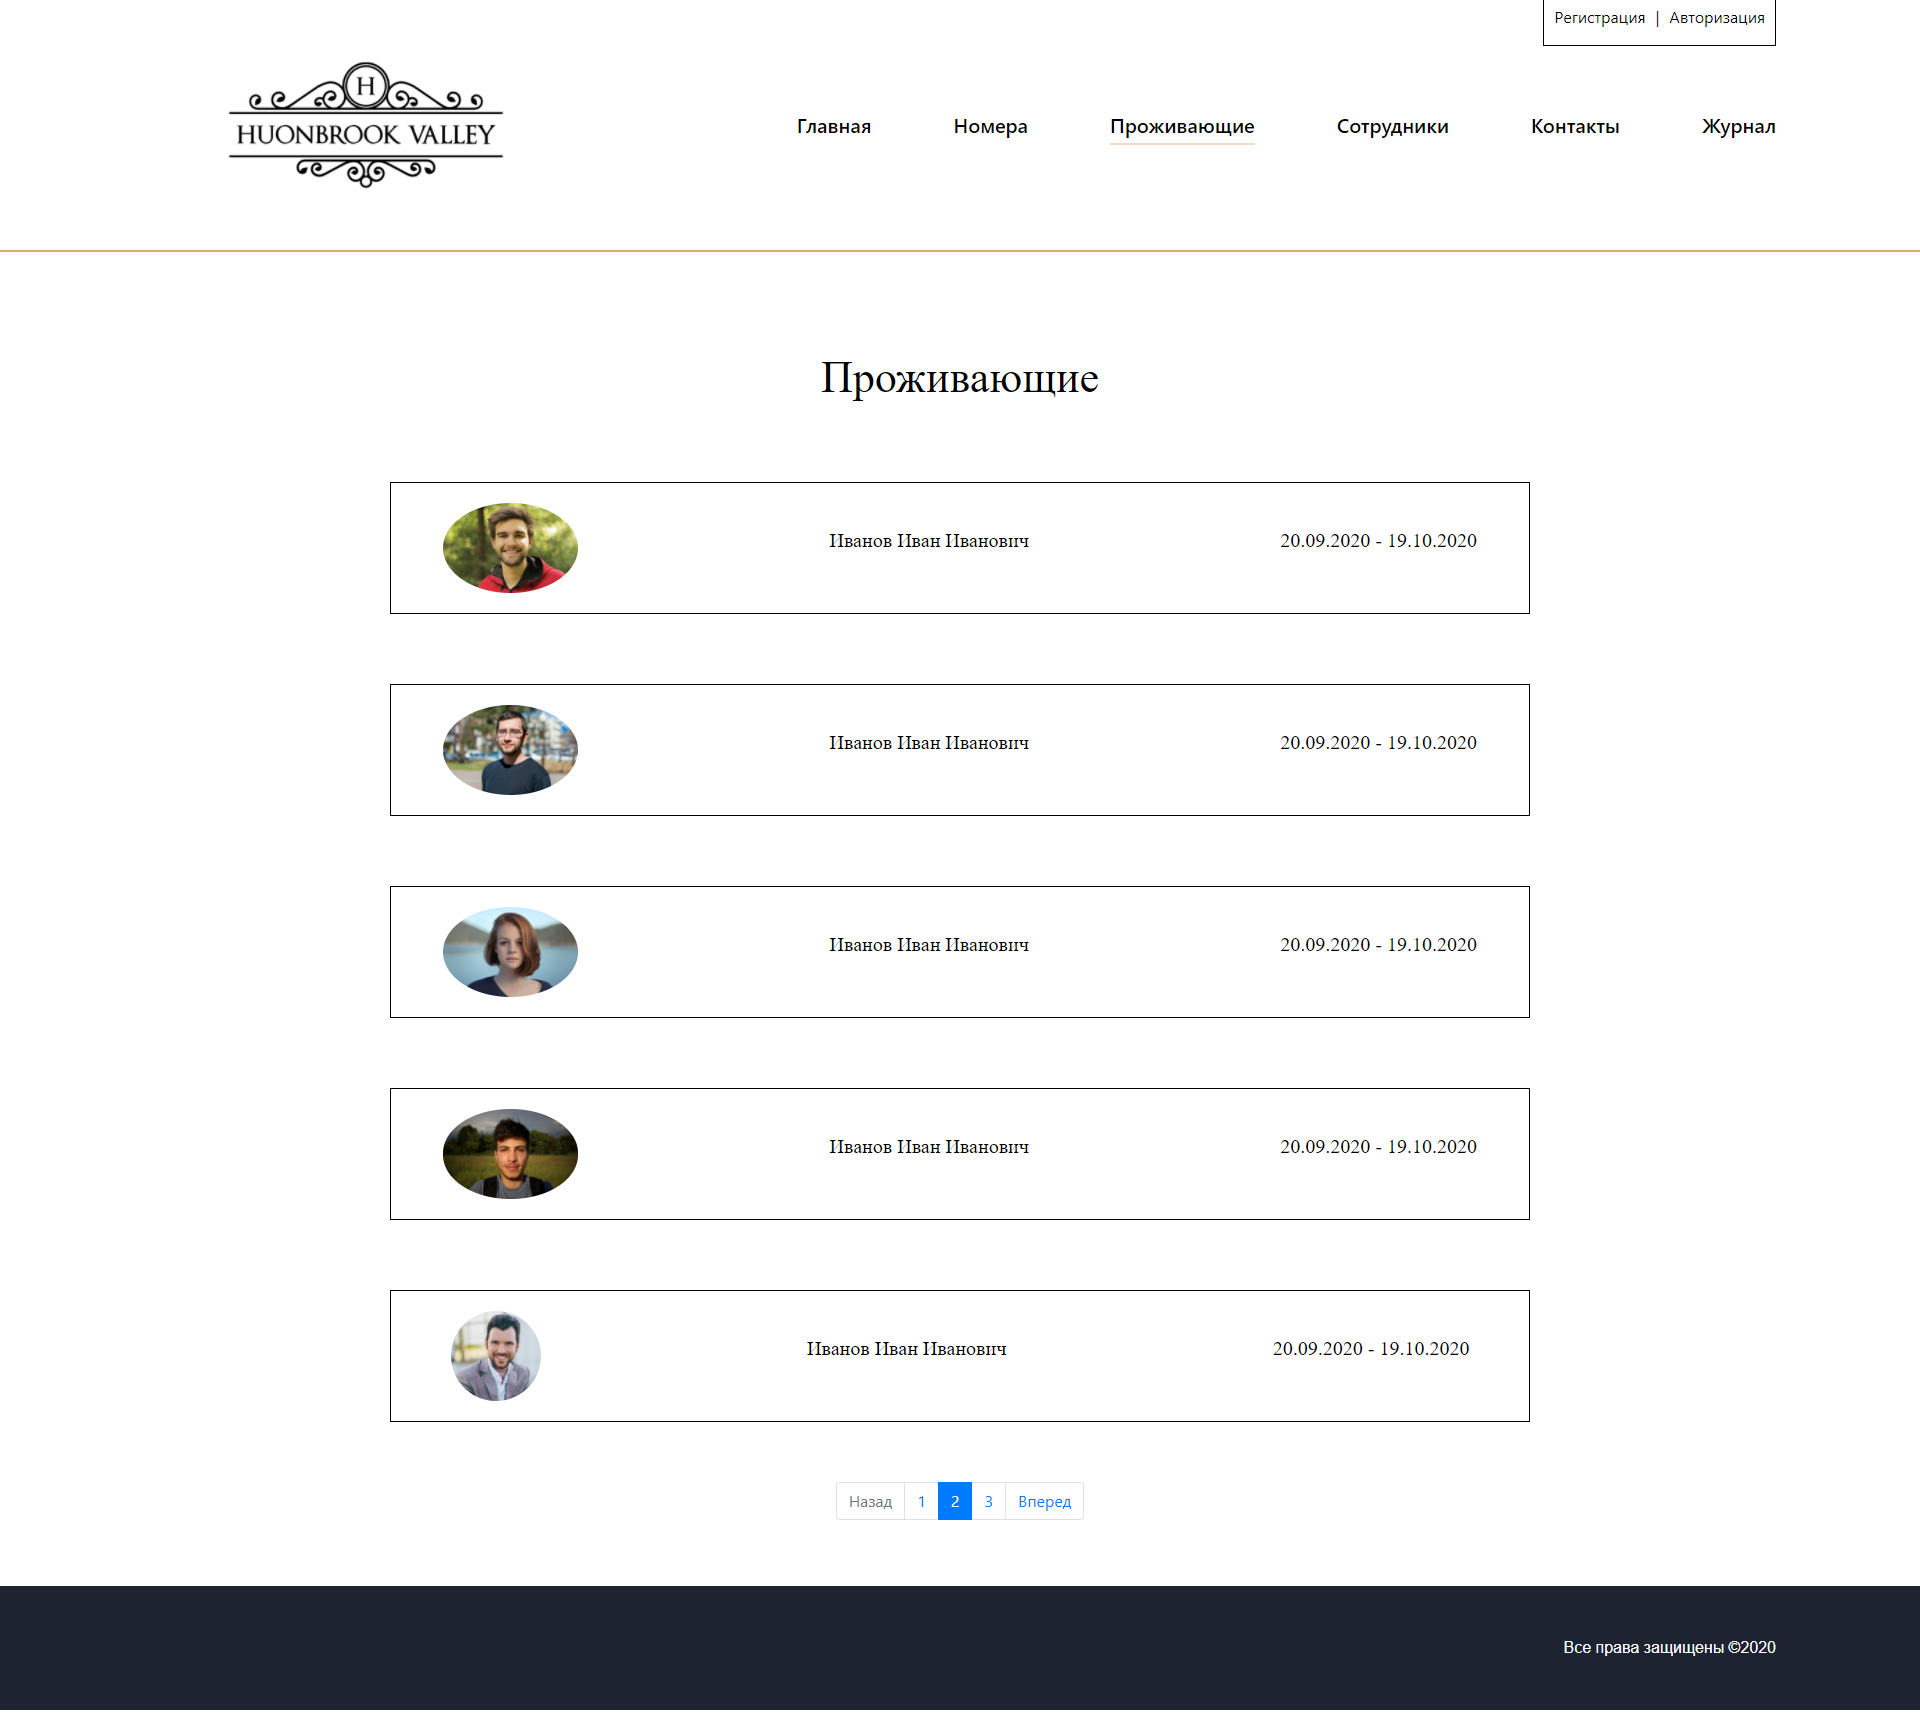 Регистрация | Авторизация
H
HUONBROOK VALLEY
Главная Номера Проживающие Сотрудники Контакты Журнал
Проживающие
Иванов Иван Иванович 20.09.2020 - 19.10.2020
Иванов Иван Иванович 20.09.2020 - 19.10.2020
Иванов Иван Иванович 20.09.2020 - 19.10.2020
Иванов Иван Иванович 20.09.2020 - 19.10.2020
Иванов Иван Иванович 20.09.2020 - 19.10.2020
Назад 1 2 3 Вперед
Все права защищены ©2020